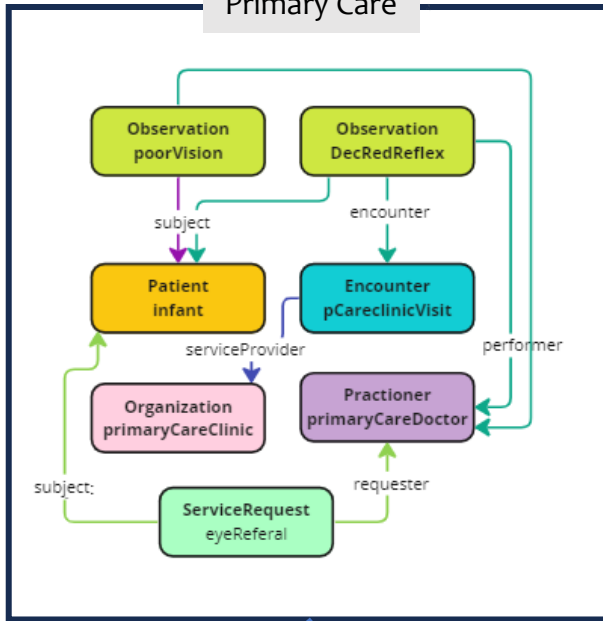 Primary Care
Observation
poorVision
Observation
DecRedReflex
subject
encounter
Patient
infant
Encounter
pCareclinicVisit
serviceProvider
performer
Organization
primaryCareClinic
Practioner
primaryCareDoctor
subject:
requester
ServiceRequest
eyeReferal